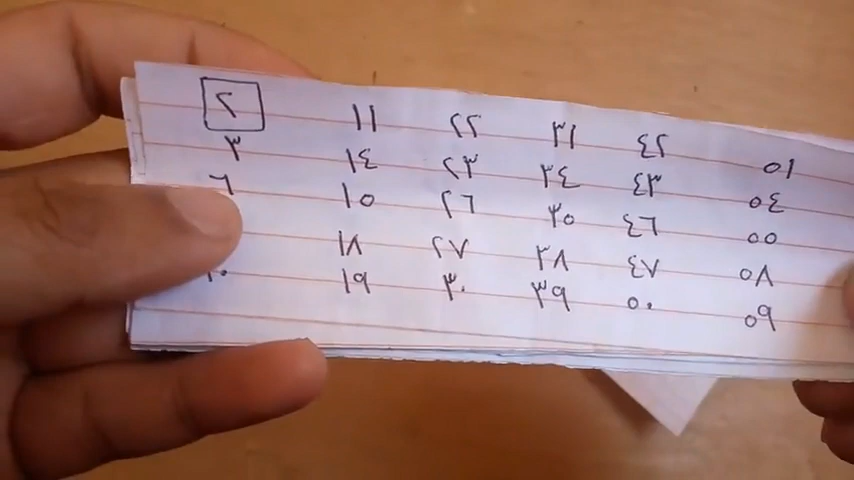 ٢ ١١ ٢٢ ٣١ ٤٢ ٥١
٣ ١٤ ٢٣ ٣٤ ٤٣ ٥٤
٦ ١٥ ٢٦ ٣٥ ٤٦ ٥٥
١٨ ٢٧ ٣٨ ٤٧ ٥٨
١٠ ١٩ ٣٠ ٣٩ ٥٠ ٥٩